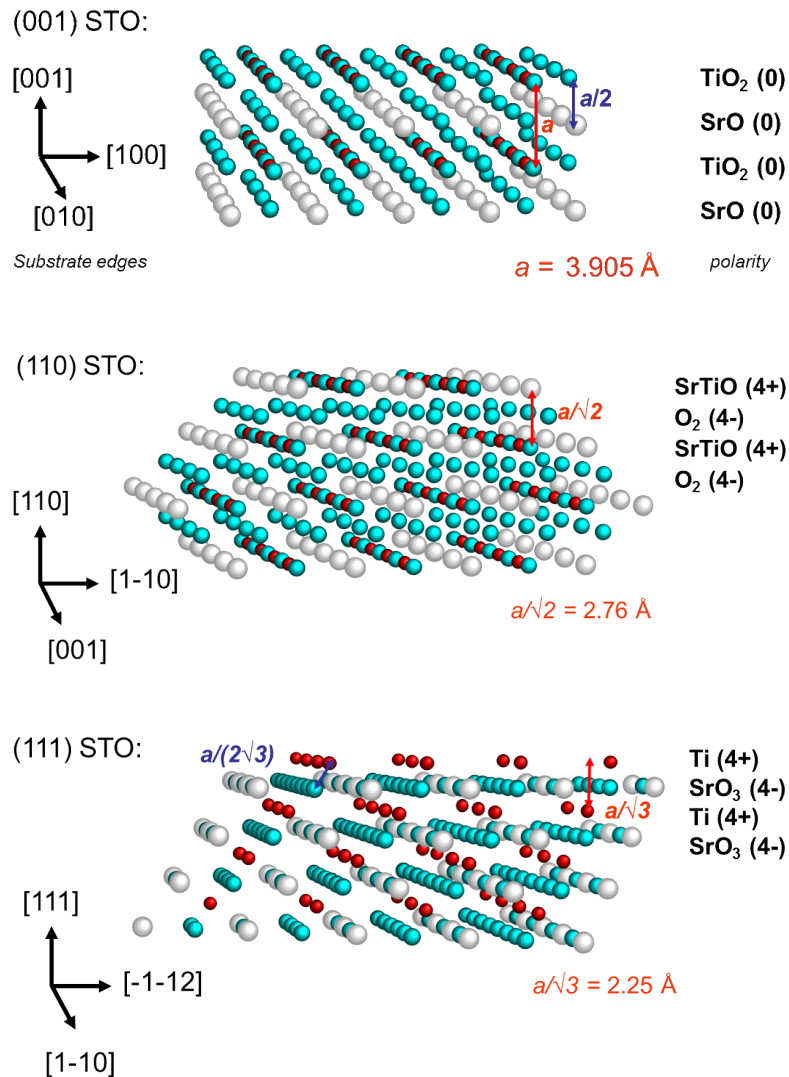 (001) STO:
[001]
[100]
[010]
Substrate edges
a/2
a
TiO₂ (0)
SrO (0)
TiO₂ (0)
SrO (0)
a = 3.905 Å
polarity
(110) STO:
[110]
[1-10]
[001]
a/√2
SrTiO (4+)
O₂ (4-)
SrTiO (4+)
O₂ (4-)
a/√2 = 2.76 Å
(111) STO:
[111]
[-1-12]
[1-10]
a/(2√3)
a/√3
Ti (4+)
SrO₃ (4-)
Ti (4+)
SrO₃ (4-)
a/√3 = 2.25 Å